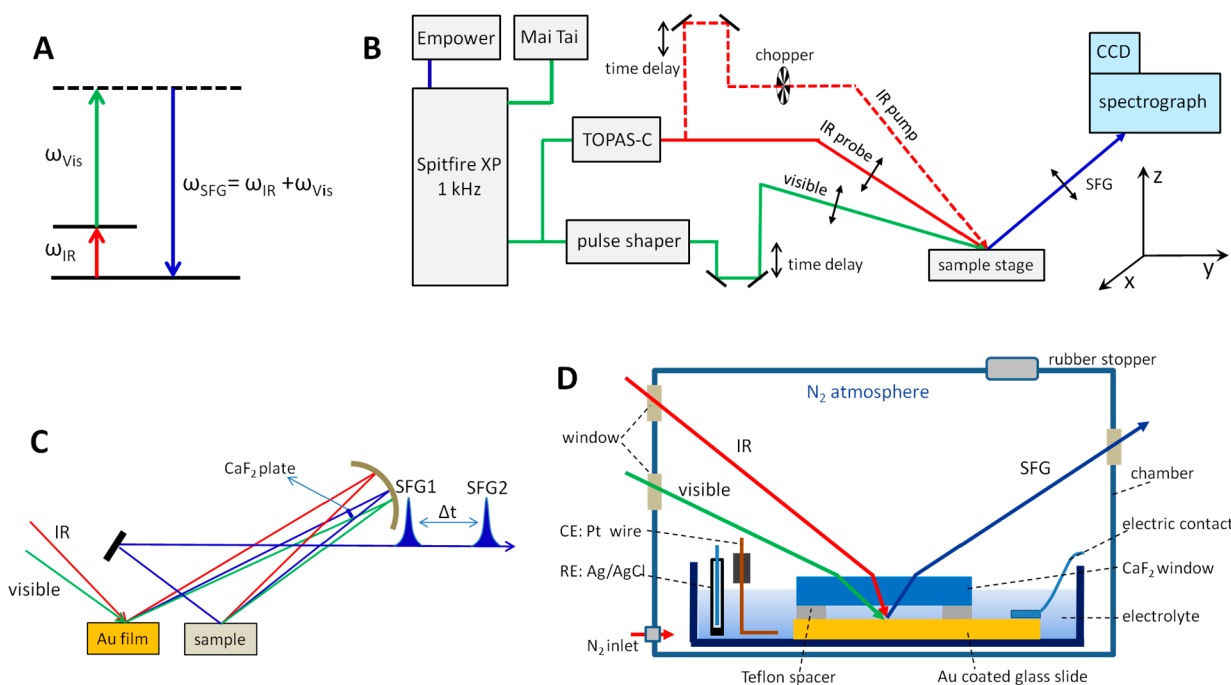 A
ωVis
ωIR
ωSFG= ωIR +ωVis
B
Empower
Mai Tai
Spitfire XP
1 kHz
TOPAS-C
pulse shaper
time delay
chopper
IR pump
IR probe
visible
time delay
sample stage
SFG
CCD
spectrograph
z
y
x
C
CaF2 plate
SFG1
SFG2
Δt
IR
visible
Au film
sample
D
rubber stopper
N2 atmosphere
window
IR
SFG
visible
chamber
CE: Pt wire
electric contact
RE: Ag/AgCl
CaF2 window
electrolyte
N2 inlet
Teflon spacer
Au coated glass slide